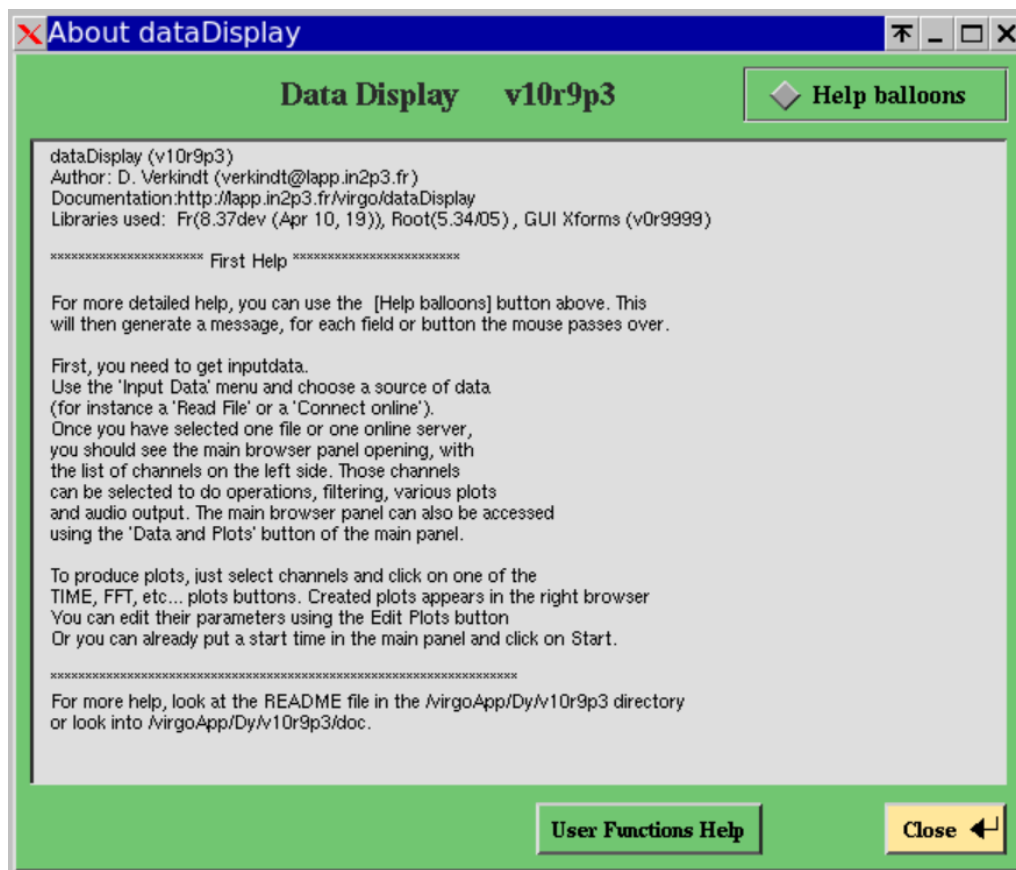 About dataDisplay
Data Display v10r9p3
Help balloons
dataDisplay (v10r9p3)
Author: D. Verkindt (verkindt@lapp.in2p3.fr)
Documentation:http://lapp.in2p3.fr/virgo/dataDisplay
Libraries used: Fr(8.37dev (Apr 10, 19)), Root(5.34/05) , GUI Xforms (v0r9999)
********************** First Help ************************
For more detailed help, you can use the [Help balloons] button above. This
will then generate a message, for each field or button the mouse passes over.
First, you need to get inputdata.
Use the 'Input Data' menu and choose a source of data
(for instance a 'Read File' or a 'Connect online').
Once you have selected one file or one online server,
you should see the main browser panel opening, with
the list of channels on the left side. Those channels
can be selected to do operations, filtering, various plots
and audio output. The main browser panel can also be accessed
using the 'Data and Plots' button of the main panel.
To produce plots, just select channels and click on one of the
TIME, FFT, etc... plots buttons. Created plots appears in the right browser
You can edit their parameters using the Edit Plots button
Or you can already put a start time in the main panel and click on Start.
*******************************************************************
For more help, look at the README file in the /virgoApp/Dy/v10r9p3 directory
or look into /virgoApp/Dy/v10r9p3/doc.
User Functions Help
Close